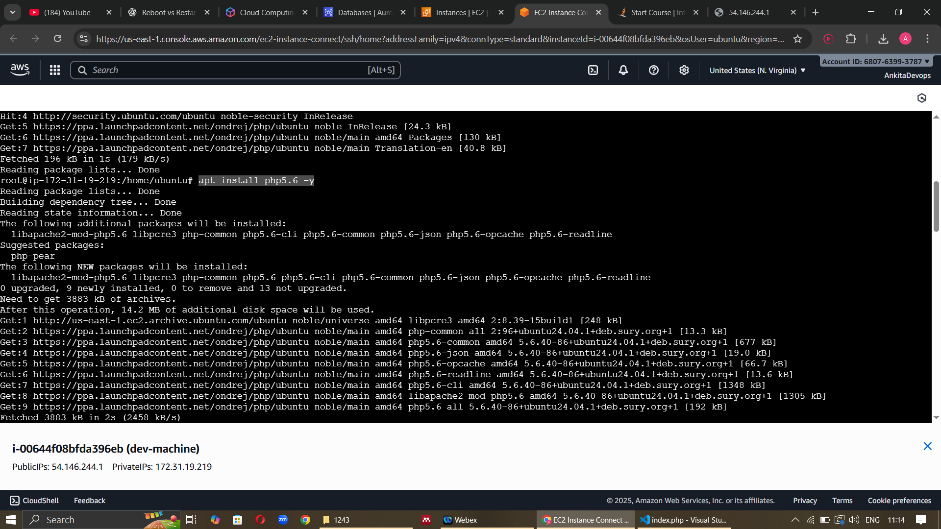 (184) YouTube
Reboot vs Restar
Cloud Computin
Databases | Auro
Instances | EC2 |
EC2 Instance Co
Start Course | In
54.146.244.1
https://us-east-1.console.aws.amazon.com/ec2-instance-connect/ssh/home?addressFamily=ipv4&connType=standard&instanceId=i-00644f08bfda396eb&osUser=ubuntu&region=...
A
aws
Search
[Alt+S]
United States (N. Virginia)
Account ID: 6807-6399-3787
AnkitaDevops
Hit:4 http://security.ubuntu.com/ubuntu noble-security InRelease
Get:5 https://ppa.launchpadcontent.net/ondrej/php/ubuntu noble InRelease [24.3 kB]
Get:6 https://ppa.launchpadcontent.net/ondrej/php/ubuntu noble/main amd64 Packages [130 kB]
Get:7 https://ppa.launchpadcontent.net/ondrej/php/ubuntu noble/main Translation-en [40.8 kB]
Fetched 196 kB in 1s (179 kB/s)
Reading package lists... Done
root@ip-172-31-19-219:/home/ubuntu# apt install php5.6 -y
Reading package lists... Done
Building dependency tree... Done
Reading state information... Done
The following additional packages will be installed:
libapache2-mod-php5.6 libpcre3 php-common php5.6-cli php5.6-common php5.6-json php5.6-opcache php5.6-readline
Suggested packages:
php-pear
The following NEW packages will be installed:
libapache2-mod-php5.6 libpcre3 php-common php5.6 php5.6-cli php5.6-common php5.6-json php5.6-opcache php5.6-readline
0 upgraded, 9 newly installed, 0 to remove and 13 not upgraded.
Need to get 3883 kB of archives.
After this operation, 14.2 MB of additional disk space will be used.
Get:1 http://us-east-1.ec2.archive.ubuntu.com/ubuntu noble/universe amd64 libpcre3 amd64 2:8.39-15build1 [248 kB]
Get:2 https://ppa.launchpadcontent.net/ondrej/php/ubuntu noble/main amd64 php-common all 2:96+ubuntu24.04.1+deb.sury.org+1 [13.3 kB]
Get:3 https://ppa.launchpadcontent.net/ondrej/php/ubuntu noble/main amd64 php5.6-common amd64 5.6.40-86+ubuntu24.04.1+deb.sury.org+1 [677 kB]
Get:4 https://ppa.launchpadcontent.net/ondrej/php/ubuntu noble/main amd64 php5.6-json amd64 5.6.40-86+ubuntu24.04.1+deb.sury.org+1 [19.0 kB]
Get:5 https://ppa.launchpadcontent.net/ondrej/php/ubuntu noble/main amd64 php5.6-opcache amd64 5.6.40-86+ubuntu24.04.1+deb.sury.org+1 [66.7 kB]
Get:6 https://ppa.launchpadcontent.net/ondrej/php/ubuntu noble/main amd64 php5.6-readline amd64 5.6.40-86+ubuntu24.04.1+deb.sury.org+1 [13.6 kB]
Get:7 https://ppa.launchpadcontent.net/ondrej/php/ubuntu noble/main amd64 php5.6-cli amd64 5.6.40-86+ubuntu24.04.1+deb.sury.org+1 [1348 kB]
Get:8 https://ppa.launchpadcontent.net/ondrej/php/ubuntu noble/main amd64 libapache2-mod-php5.6 amd64 5.6.40-86+ubuntu24.04.1+deb.sury.org+1 [1305 kB]
Get:9 https://ppa.launchpadcontent.net/ondrej/php/ubuntu noble/main amd64 php5.6 all 5.6.40-86+ubuntu24.04.1+deb.sury.org+1 [192 kB]
Fetched 3883 kB in 2s (2458 kB/s)
i-00644f08bfda396eb (dev-machine)
PublicIPs: 54.146.244.1 PrivateIPs: 172.31.19.219
CloudShell
Feedback
© 2025, Amazon Web Services, Inc. or its affiliates.
Privacy
Terms
Cookie preferences
Search
1243
Webex
EC2 Instance Connect ...
index.php - Visual Stu...
ENG
11:14